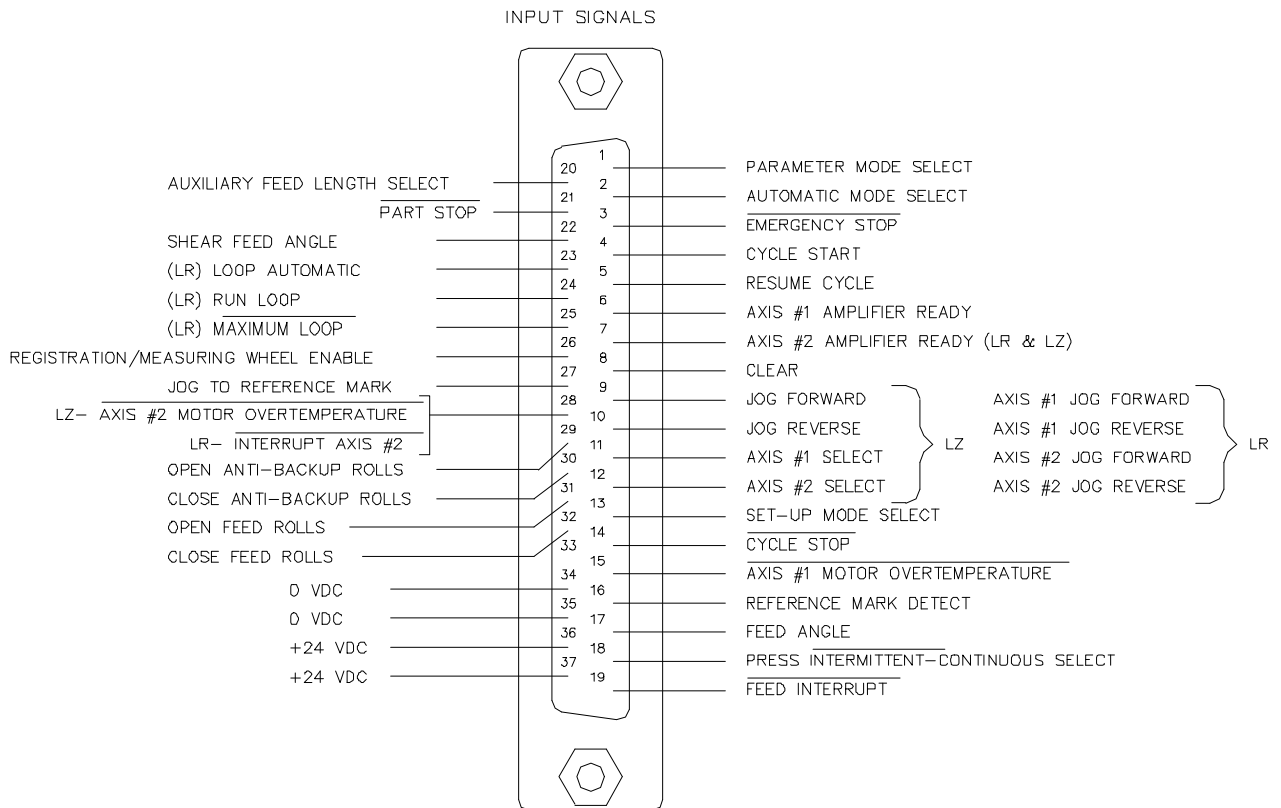 INPUT SIGNALS
1
20
PARAMETER MODE SELECT
AUXILIARY FEED LENGTH SELECT
2
21
AUTOMATIC MODE SELECT
PART STOP
3
22
EMERGENCY STOP
SHEAR FEED ANGLE
4
23
CYCLE START
(LR) LOOP AUTOMATIC
5
24
RESUME CYCLE
(LR) RUN LOOP
6
25
AXIS #1 AMPLIFIER READY
(LR) MAXIMUM LOOP
7
26
AXIS #2 AMPLIFIER READY (LR & LZ)
REGISTRATION/MEASURING WHEEL ENABLE
8
27
CLEAR
JOG TO REFERENCE MARK
9
28
JOG FORWARD
AXIS #1 JOG FORWARD
LZ- AXIS #2 MOTOR OVERTEMPERATURE
10
29
JOG REVERSE
AXIS #1 JOG REVERSE
LR- INTERRUPT AXIS #2
11
LZ
LR
30
AXIS #1 SELECT
AXIS #2 JOG FORWARD
OPEN ANTI-BACKUP ROLLS
12
31
AXIS #2 SELECT
AXIS #2 JOG REVERSE
CLOSE ANTI-BACKUP ROLLS
13
32
SET-UP MODE SELECT
OPEN FEED ROLLS
14
33
CYCLE STOP
CLOSE FEED ROLLS
15
34
AXIS #1 MOTOR OVERTEMPERATURE
0 VDC
16
35
REFERENCE MARK DETECT
0 VDC
17
36
FEED ANGLE
+24 VDC
18
37
PRESS INTERMITTENT-CONTINUOUS SELECT
+24 VDC
19
FEED INTERRUPT